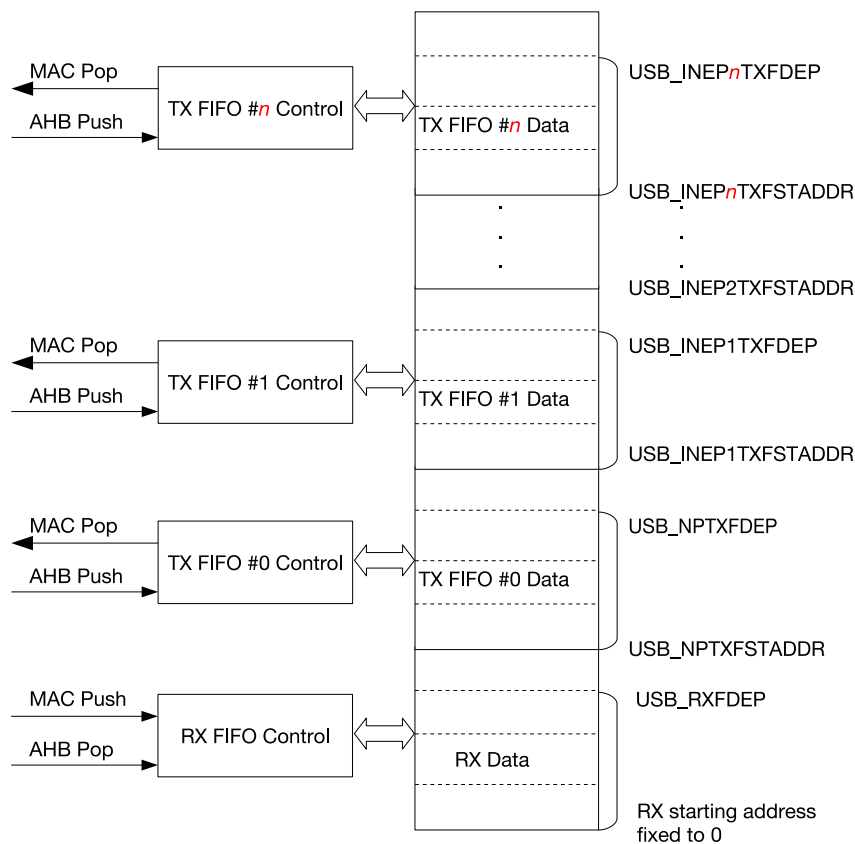 MAC Pop
AHB Push
TX FIFO #n Control
TX FIFO #n Data
USB_INEPnTXFDEP
USB_INEPnTXFSTADDR
USB_INEP2TXFSTADDR
MAC Pop
AHB Push
TX FIFO #1 Control
TX FIFO #1 Data
USB_INEP1TXFDEP
USB_INEP1TXFSTADDR
MAC Pop
AHB Push
TX FIFO #0 Control
TX FIFO #0 Data
USB_NPTXFDEP
USB_NPTXFSTADDR
MAC Push
AHB Pop
RX FIFO Control
RX Data
USB_RXFDEP
RX starting address
fixed to 0